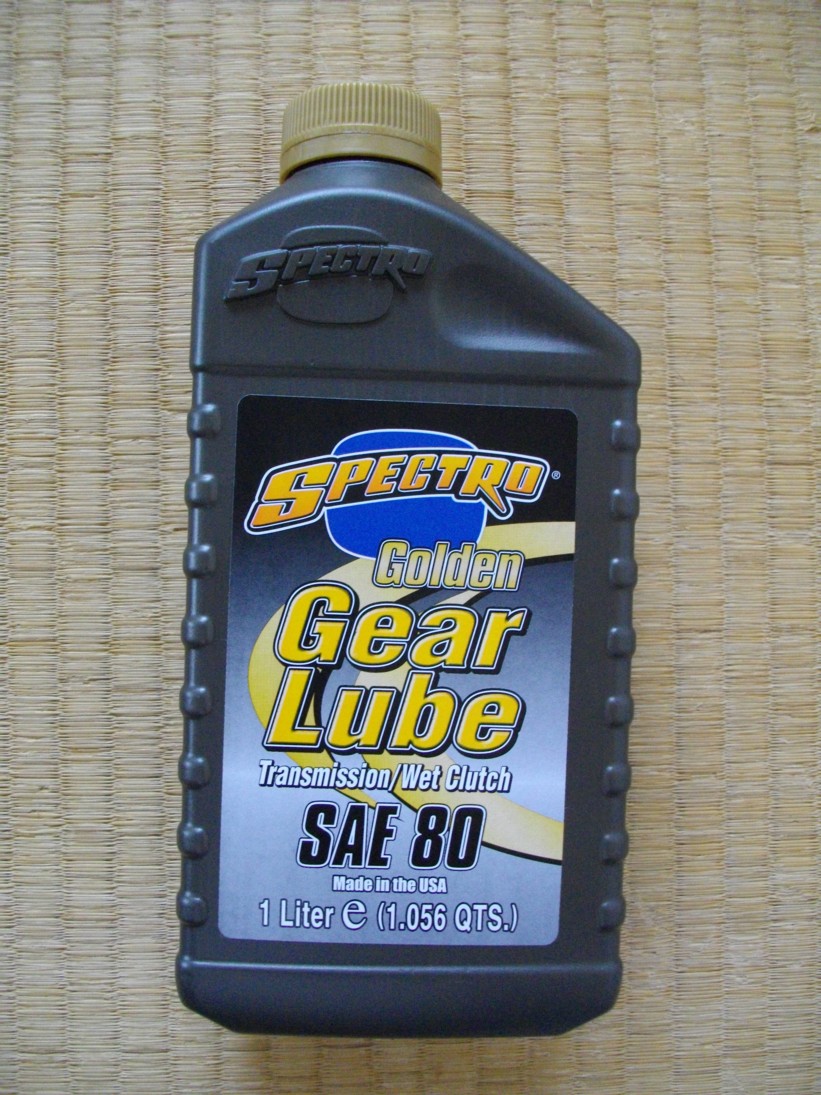 SPECTRO
SPECTRO®
Golden
Gear
Lube
Transmission/Wet Clutch
SAE 80
Made in the USA
1 Liter ℮ (1.056 QTS.)